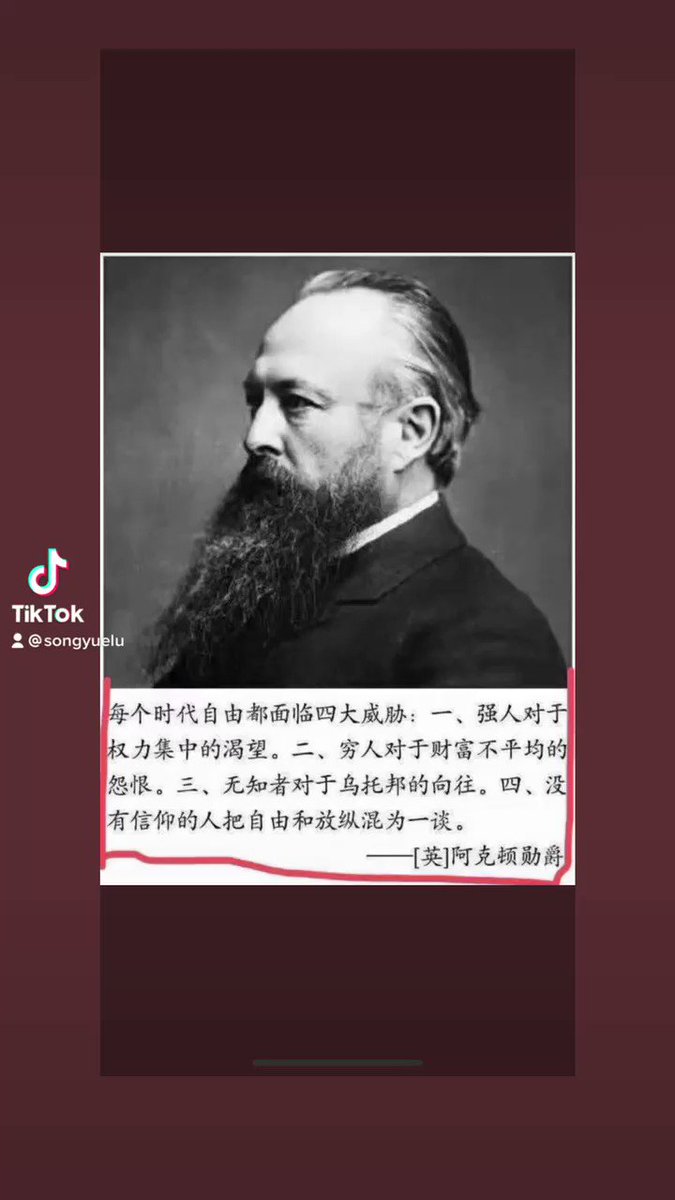 TikTok
@songyuelu
每个时代自由都面临四大威胁：一、强人对于
权力集中的渴望。二、穷人对于财富不平均的
怨恨。三、无知者对于乌托邦的向往。四、没
有信仰的人把自由和放纵混为一谈。
——[英]阿克顿勋爵